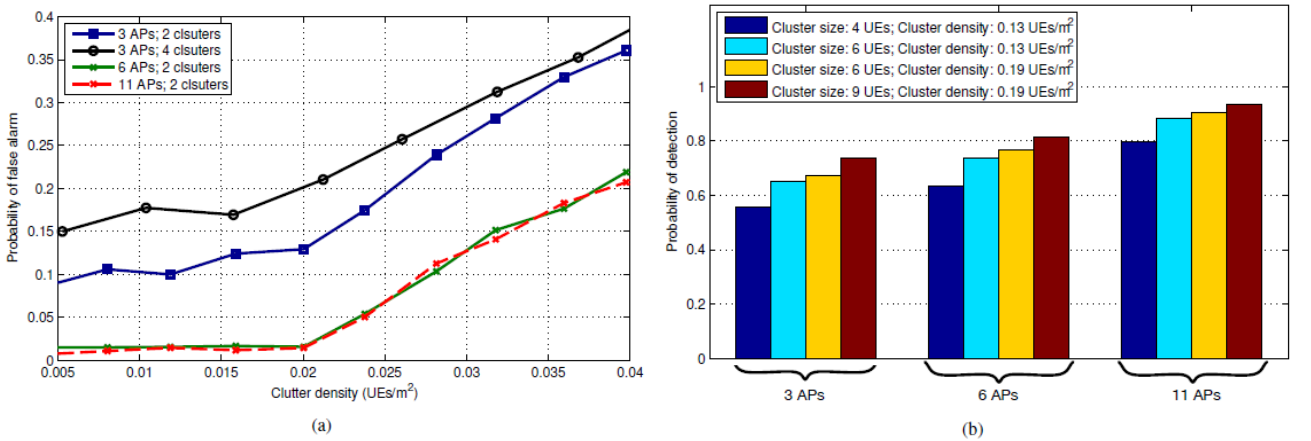 0.4
0.35
0.3
0.25
0.2
0.15
0.1
0.05
0
Probability of false alarm
3 APs; 2 clsuters
3 APs; 4 clsuters
6 APs; 2 clsuters
11 APs; 2 clsuters
0.005 0.01 0.015 0.02 0.025 0.03 0.035 0.04
Clutter density (UEs/m²)
(a)
1
0.8
0.6
0.4
0.2
0
Probability of detection
Cluster size: 4 UEs; Cluster density: 0.13 UEs/m²
Cluster size: 6 UEs; Cluster density: 0.13 UEs/m²
Cluster size: 6 UEs; Cluster density: 0.19 UEs/m²
Cluster size: 9 UEs; Cluster density: 0.19 UEs/m²
3 APs 6 APs 11 APs
(b)